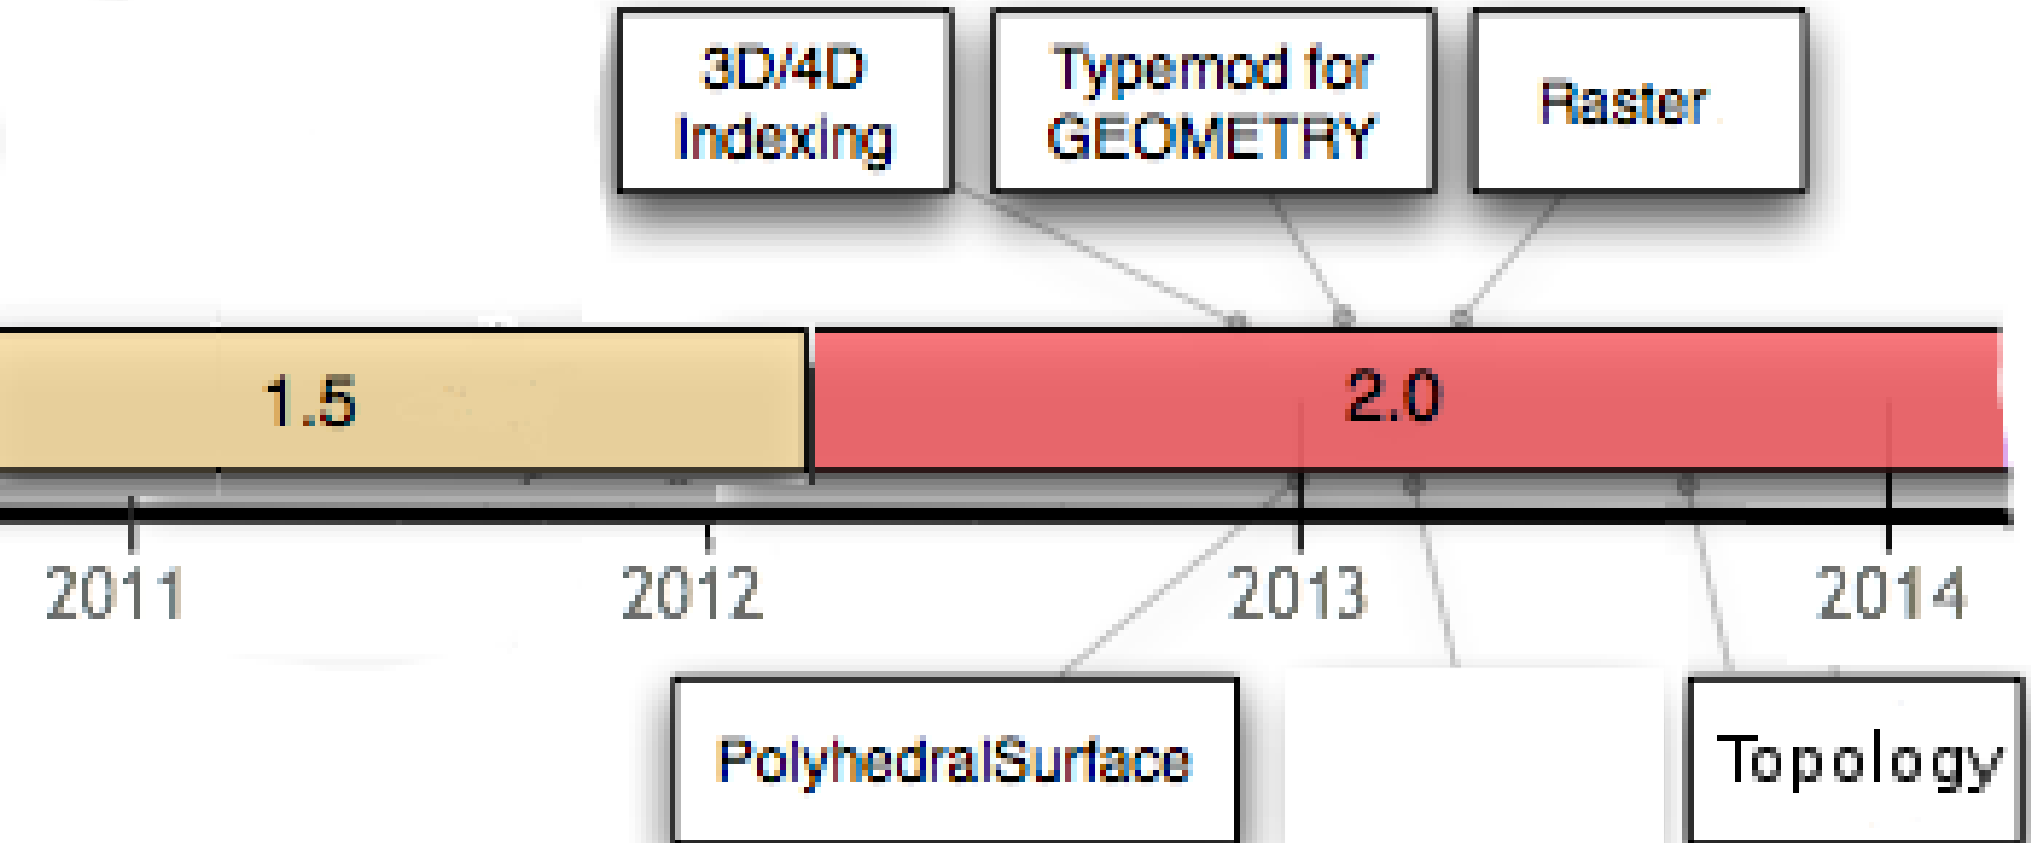 3D/4D
Indexing
Typemod for
GEOMETRY
Raster
1.5
2.0
2011
2012
2013
2014
PolyhedralSurface
Topology